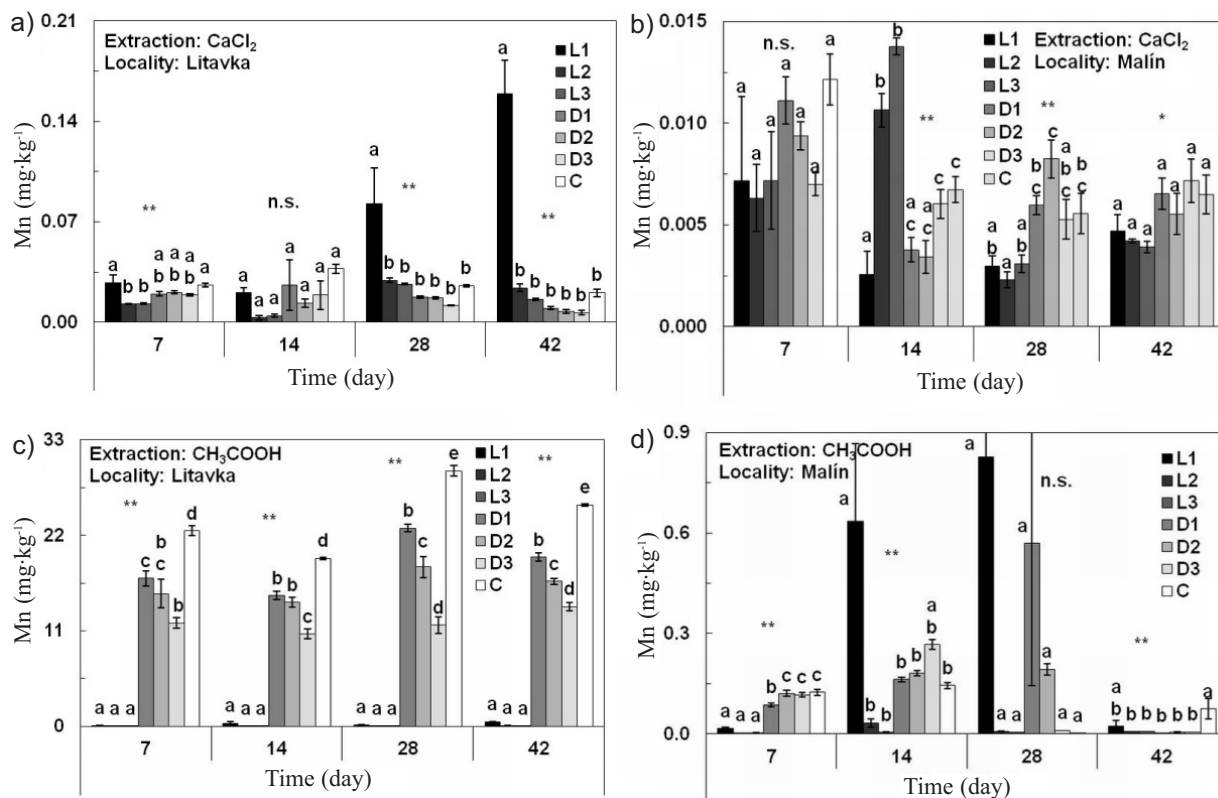 a)
0.21
0.14
0.07
0.00
Mn (mg·kg-1)
Extraction: CaCl2
Locality: Litavka
L1
L2
L3
D1
D2
D3
C
**
n.s.
**
**
a b b a b a b a b a
a a a a a a a
a b b b b b b
a b b b b b b
7 14 28 42
Time (day)
b)
0.015
0.010
0.005
0.000
Mn (mg·kg-1)
Extraction: CaCl2
Locality: Malín
L1
L2
L3
D1
D2
D3
C
n.s.
**
**
*
a a a a a a a
a b b a c a c c c
a b a a b b c c a b c b c
a a a a a a a
7 14 28 42
Time (day)
c)
33
22
11
0
Mn (mg·kg-1)
Extraction: CH3COOH
Locality: Litavka
L1
L2
L3
D1
D2
D3
C
**
**
**
**
a a a c b c b d
a a a b b c d
a a a b c d e
a a a b c d e
7 14 28 42
Time (day)
d)
0.9
0.6
0.3
0.0
Mn (mg·kg-1)
Extraction: CH3COOH
Locality: Malín
L1
L2
L3
D1
D2
D3
C
**
**
n.s.
**
a a a b c c c
a b b b b a b b
a a a a a a a
a b b b b b b a
7 14 28 42
Time (day)